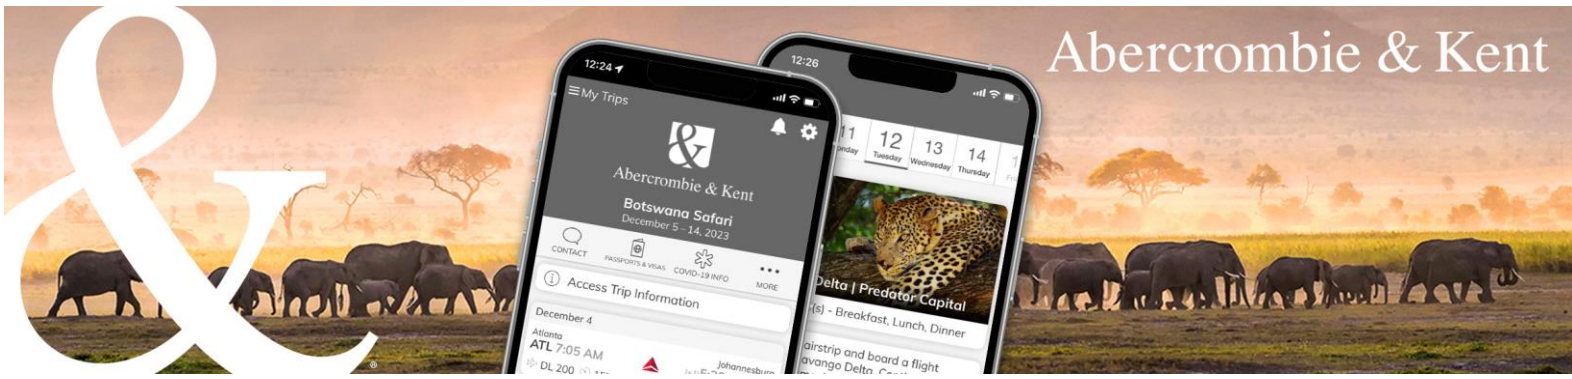 &
®
Abercrombie & Kent
12:24
My Trips
&
Abercrombie & Kent
Botswana Safari
December 5 - 14, 2023
CONTACT
PASSPORTS & VISAS
COVID-19 INFO
MORE
Access Trip Information
December 4
Atlanta
Johannesburg
ATL 7:05 AM
DL 200
12:26
11 12 13 14
Tuesday Wednesday Thursday
Delta | Predator Capital
(s) - Breakfast, Lunch, Dinner
airstrip and board a flight